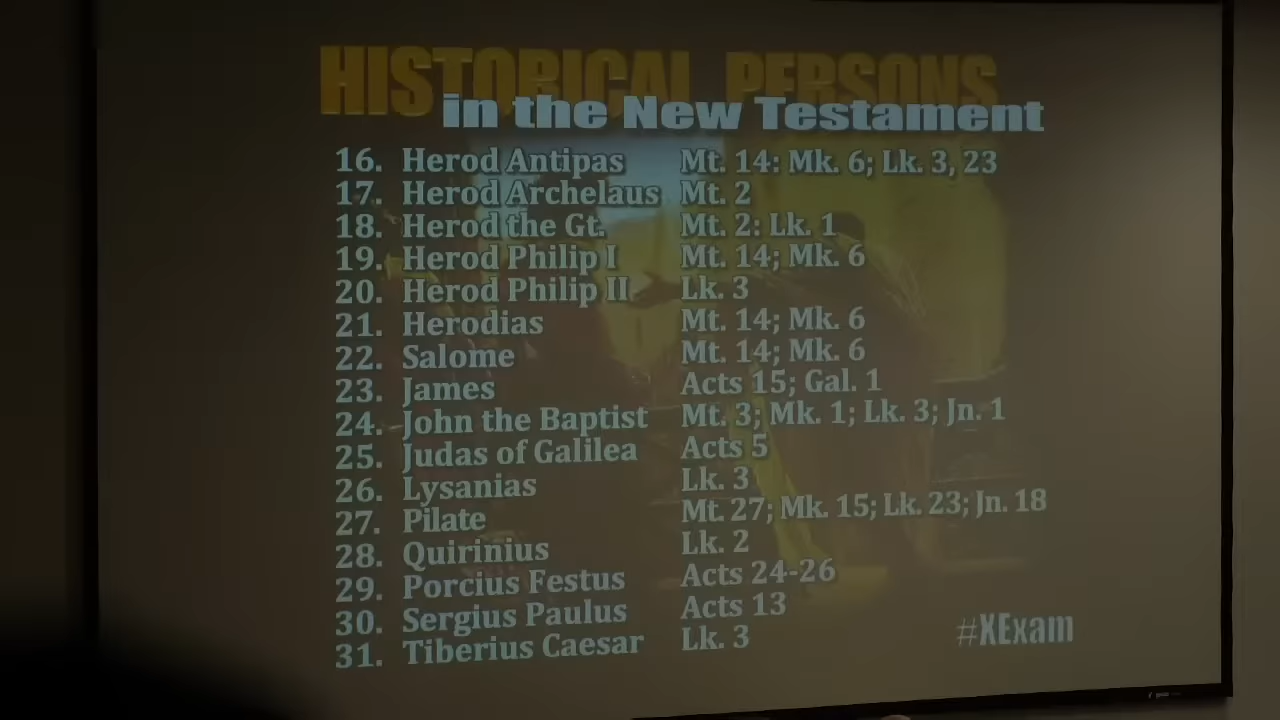 HISTORICAL PERSONS
in the New Testament
16. Herod Antipas Mt. 14: Mk. 6; Lk. 3, 23
17. Herod Archelaus Mt. 2
18. Herod the Gt. Mt. 2: Lk. 1
19. Herod Philip I Mt. 14; Mk. 6
20. Herod Philip II Lk. 3
21. Herodias Mt. 14; Mk. 6
22. Salome Mt. 14; Mk. 6
23. James Acts 15; Gal. 1
24. John the Baptist Mt. 3; Mk. 1; Lk. 3; Jn. 1
25. Judas of Galilea Acts 5
26. Lysanias Lk. 3
27. Pilate Mt. 27; Mk. 15; Lk. 23; Jn. 18
28. Quirinius Lk. 2
29. Porcius Festus Acts 24-26
30. Sergius Paulus Acts 13
31. Tiberius Caesar Lk. 3
#XExam